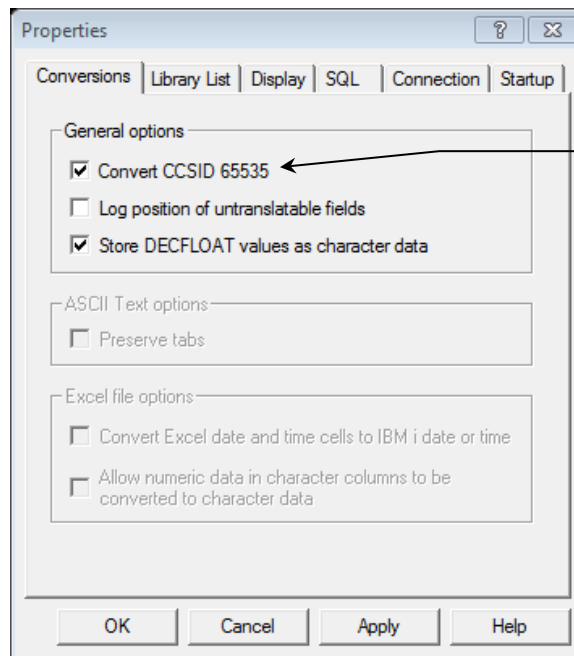 Properties
Conversions Library List Display SQL Connection Startup
General options
Convert CCSID 65535
Log position of untranslatable fields
Store DECFLOAT values as character data
ASCII Text options
Preserve tabs
Excel file options
Convert Excel date and time cells to IBM i date or time
Allow numeric data in character columns to be
converted to character data
OK Cancel Apply Help